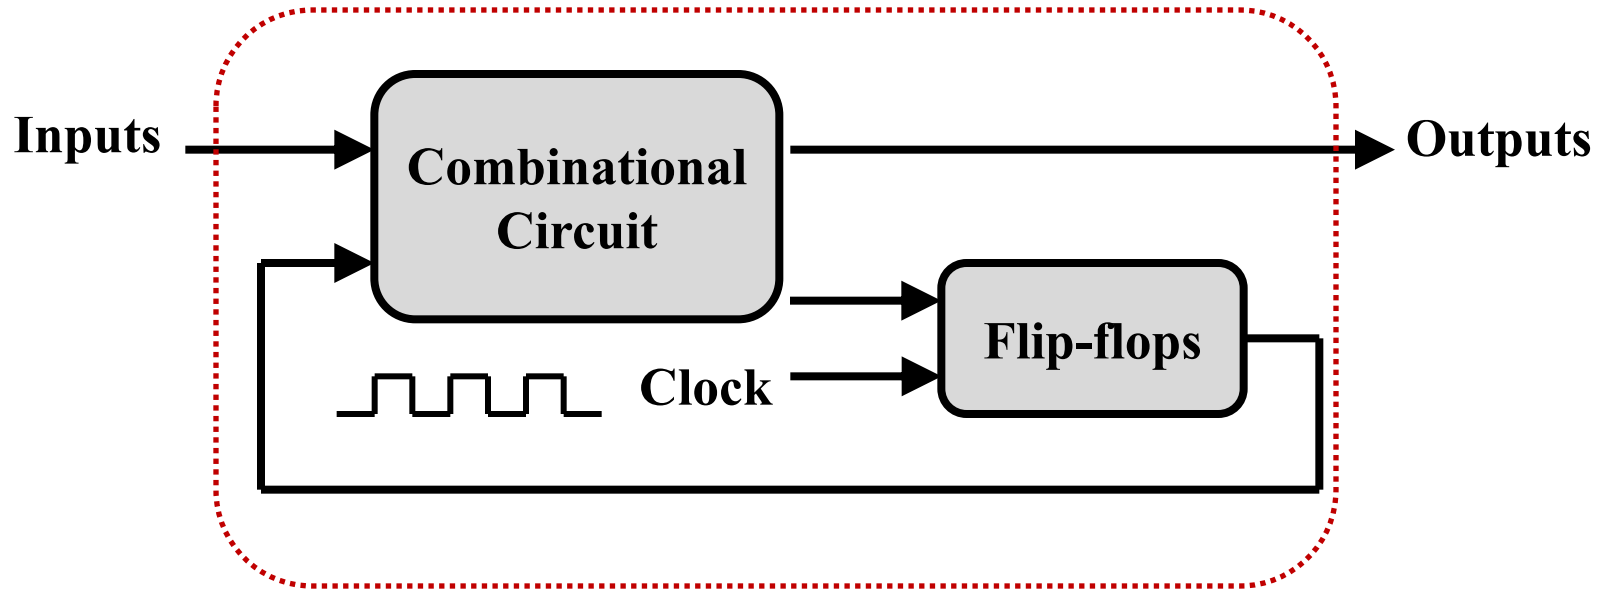 Inputs
Combinational
Circuit
Outputs
Flip-flops
Clock